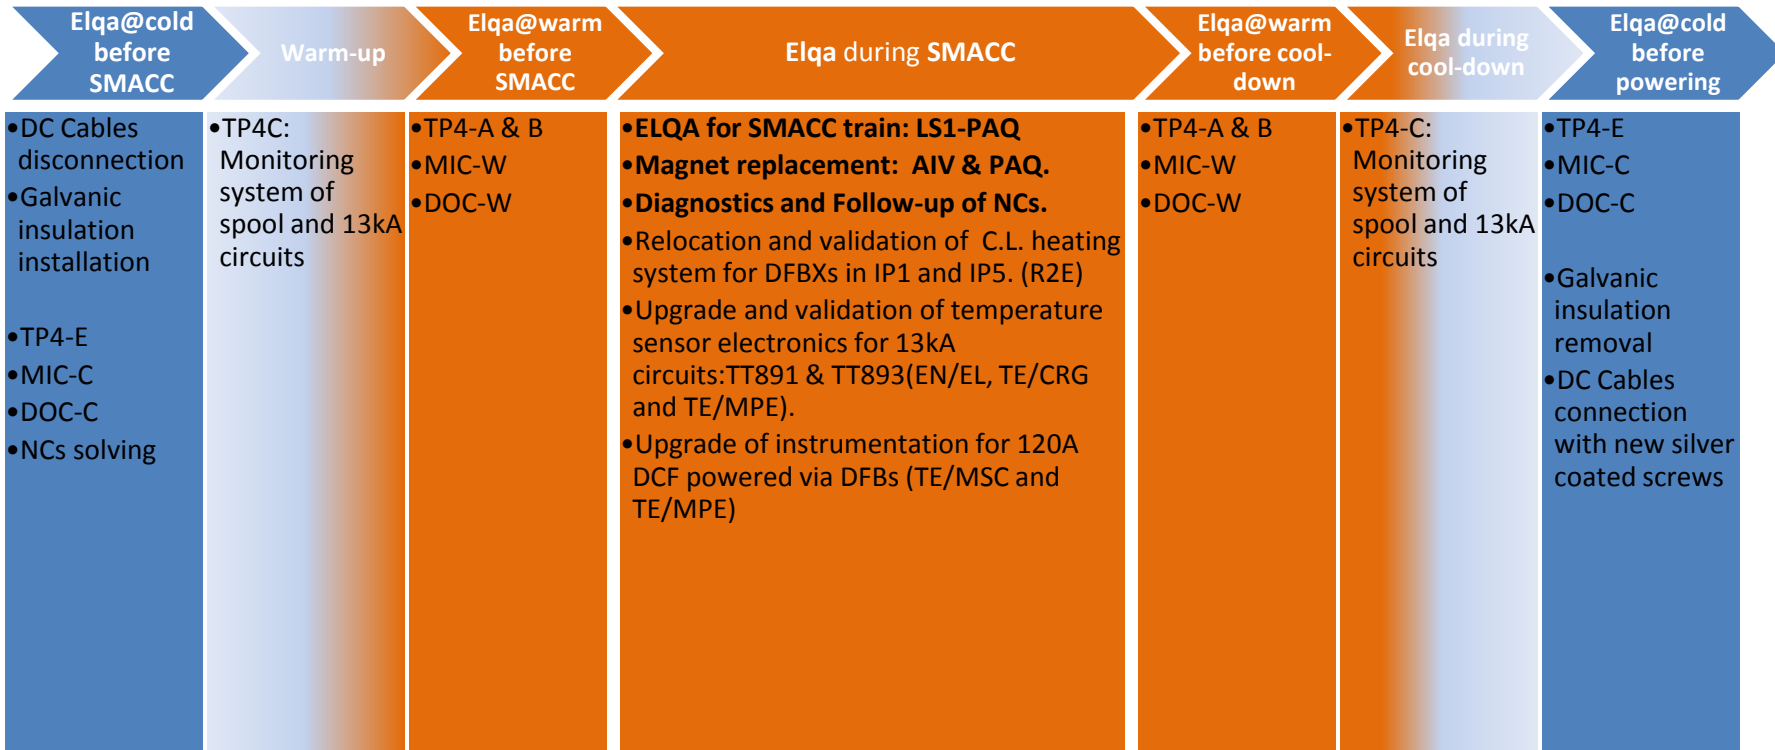 Elqa@cold
before
SMACC
Warm-up
Elqa@warm
before
SMACC
Elqa during SMACC
Elqa@warm
before cool-
down
Elqa during
cool-down
Elqa@cold
before
powering
•DC Cables
disconnection
•Galvanic
insulation
installation
•TP4-E
•MIC-C
•DOC-C
•NCs solving
•TP4C:
Monitoring
system of
spool and 13kA
circuits
•TP4-A & B
•MIC-W
•DOC-W
•ELQA for SMACC train: LS1-PAQ
•Magnet replacement: AIV & PAQ.
•Diagnostics and Follow-up of NCs.
•Relocation and validation of C.L. heating
system for DFBXs in IP1 and IP5. (R2E)
•Upgrade and validation of temperature
sensor electronics for 13kA
circuits:TT891 & TT893(EN/EL, TE/CRG
and TE/MPE).
•Upgrade of instrumentation for 120A
DCF powered via DFBs (TE/MSC and
TE/MPE)
•TP4-A & B
•MIC-W
•DOC-W
•TP4-C:
Monitoring
system of
spool and 13kA
circuits
•TP4-E
•MIC-C
•DOC-C
•Galvanic
insulation
removal
•DC Cables
connection
with new silver
coated screws